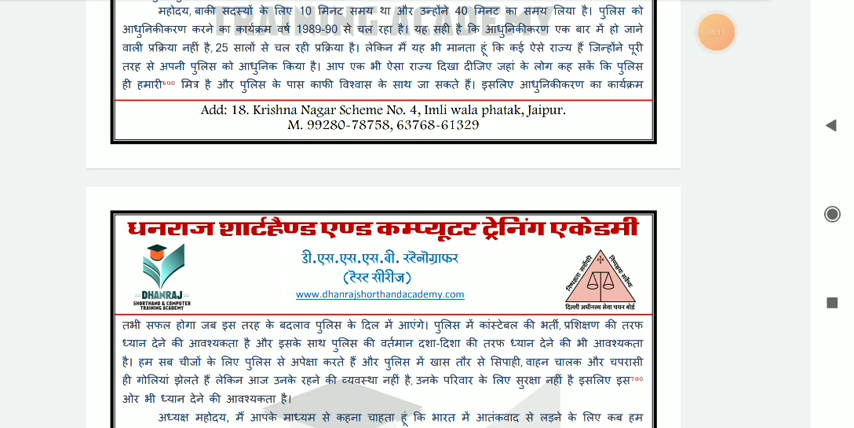 TRAINING ACADEMY
महोदय, बाकी सदस्यों के लिए 10 मिनट समय था और उन्होंने 40 मिनट का समय लिया है। पुलिस को
आधुनिकीकरण करने का कार्यक्रम वर्ष 1989-90 से चल रहा है। यह सही है कि आधुनिकीकरण एक बार में हो जाने
वाली प्रक्रिया नहीं है, 25 सालों से चल रही प्रक्रिया है। लेकिन मैं यह भी मानता हूं कि कई ऐसे राज्य हैं जिन्होंने पूरी
तरह से अपनी पुलिस को आधुनिक किया है। आप एक भी ऐसा राज्य दिखा दीजिए जहां के लोग कह सकें कि पुलिस
ही हमारी⁶⁰⁰ मित्र है और पुलिस के पास काफी विश्वास के साथ जा सकते हैं। इसलिए आधुनिकीकरण का कार्यक्रम
Add: 18. Krishna Nagar Scheme No. 4, Imli wala phatak, Jaipur.
M. 99280-78758, 63768-61329
धनराज शार्टहैण्ड एण्ड कम्प्यूटर ट्रेनिंग एकेडमी
डी.एस.एस.एस.बी. स्टेनोग्राफर
(टेस्ट सीरीज)
www.dhanrajshorthandacademy.com
DHANRAJ
SHORTHAND & COMPUTER
TRAINING ACADEMY
दिल्ली अधीनस्थ सेवा चयन बोर्ड
तभी सफल होगा जब इस तरह के बदलाव पुलिस के दिल में आएंगे। पुलिस में कांस्टेबल की भर्ती, प्रशिक्षण की तरफ
ध्यान देने की आवश्यकता है और इसके साथ पुलिस की वर्तमान दशा-दिशा की तरफ ध्यान देने की भी आवश्यकता
है। हम सब चीजों के लिए पुलिस से अपेक्षा करते हैं और पुलिस में खास तौर से सिपाही, वाहन चालक और चपरासी
ही गोलियां झेलते हैं लेकिन आज उनके रहने की व्यवस्था नहीं है, उनके परिवार के लिए सुरक्षा नहीं है इसलिए इस⁷⁰⁰
ओर भी ध्यान देने की आवश्यकता है।
अध्यक्ष महोदय, मैं आपके माध्यम से कहना चाहता हूं कि भारत में आतंकवाद से लड़ने के लिए कब हम